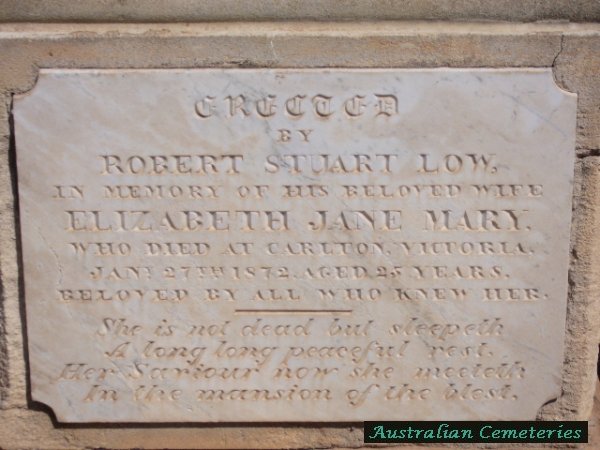 ERECTED
BY
ROBERT STUART LOW,
IN MEMORY OF HIS BELOVED WIFE
ELIZABETH JANE MARY,
WHO DIED AT CARLTON, VICTORIA,
JANY 27TH 1872, AGED 25 YEARS.
BELOVED BY ALL WHO KNEW HER.
She is not dead but sleepeth
A long long peaceful rest,
Her Saviour now she meeteth
In the mansion of the blest.
Australian Cemeteries